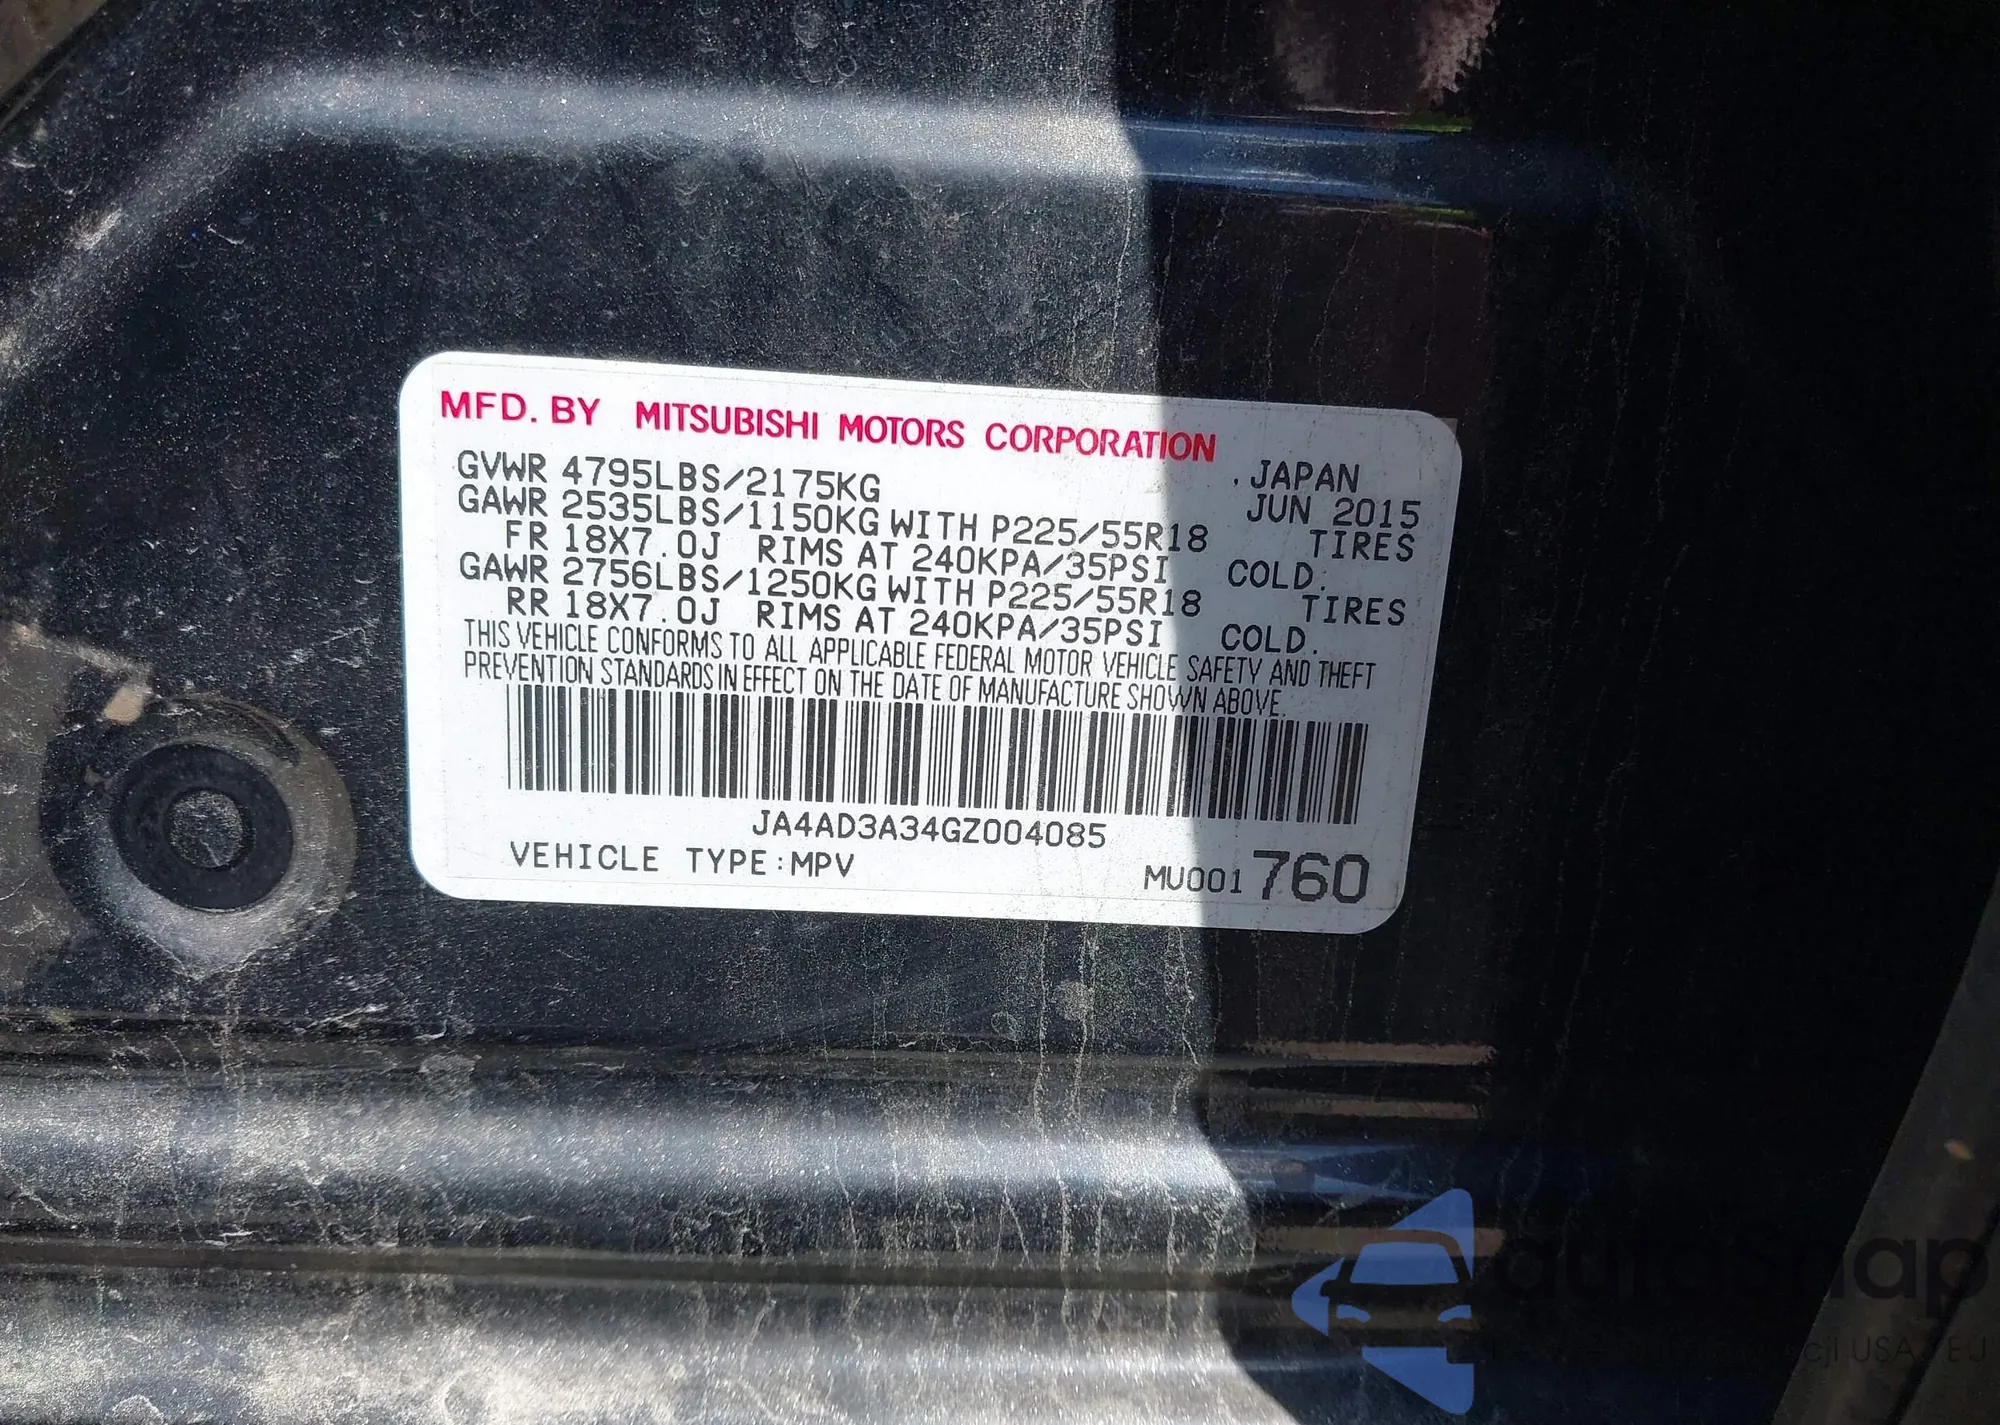 MFD. BY MITSUBISHI MOTORS CORPORATION
.JAPAN
GVWR 4795LBS/2175KG JUN 2015
GAWR 2535LBS/1150KG WITH P225/55R18 TIRES
FR 18X7.0J RIMS AT 240KPA/35PSI COLD.
GAWR 2756LBS/1250KG WITH P225/55R18 TIRES
RR 18X7.0J RIMS AT 240KPA/35PSI COLD.
THIS VEHICLE CONFORMS TO ALL APPLICABLE FEDERAL MOTOR VEHICLE SAFETY AND THEFT
PREVENTION STANDARDS IN EFFECT ON THE DATE OF MANUFACTURE SHOWN ABOVE.
JA4AD3A34GZ004085
VEHICLE TYPE:MPV MU001 760
autosnap
USA EU